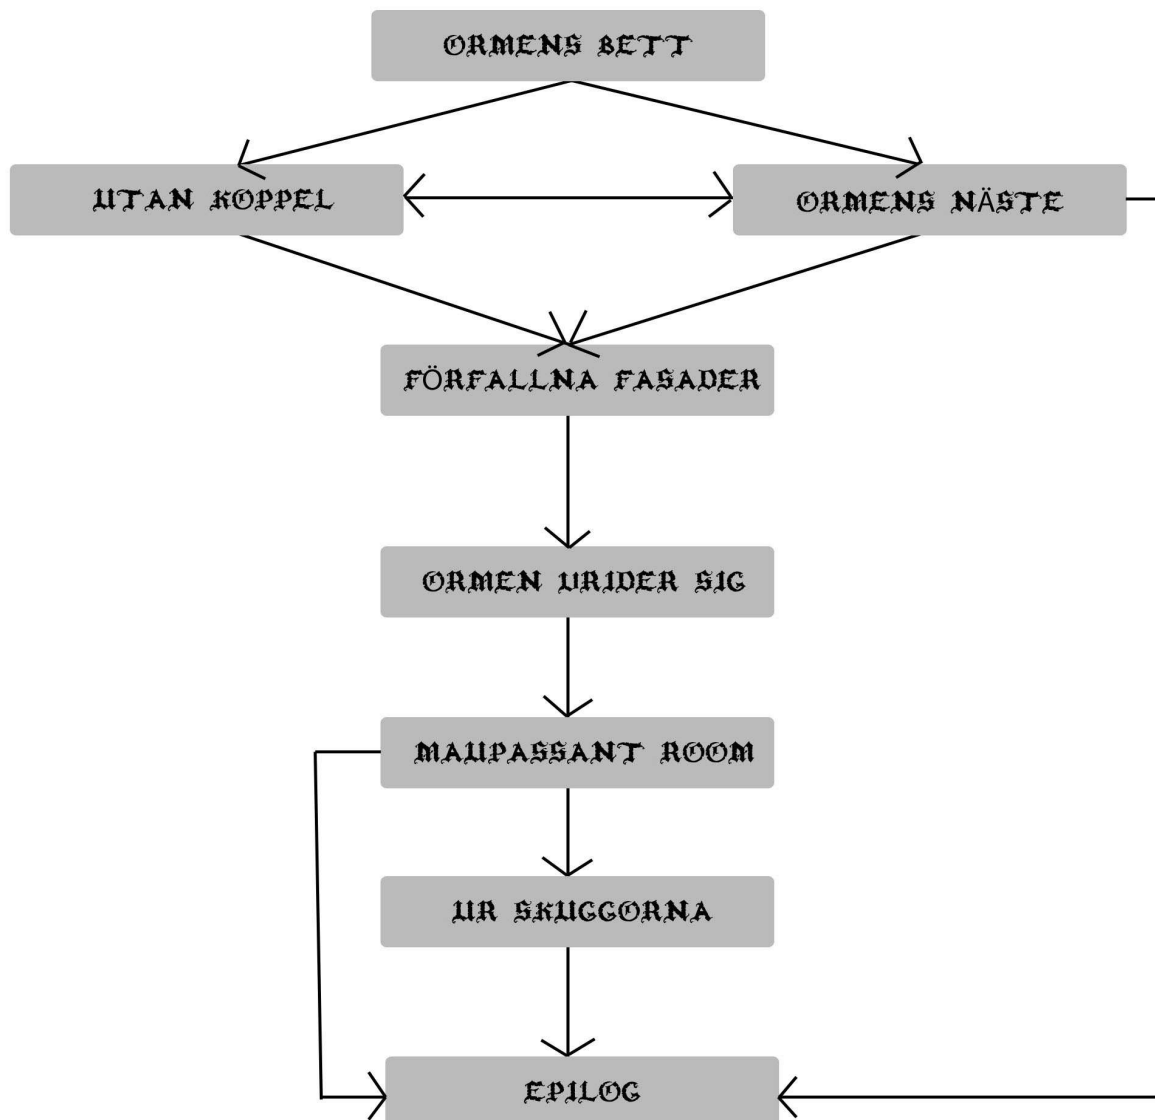 ORMENS BETT
UTAN KOPPEL
ORMENS NÄSTE
FÖRFALLNA FASADER
ORMEN VRIDER SIG
MAUPASSANT ROOM
UR SKUGGORNA
EPILOG